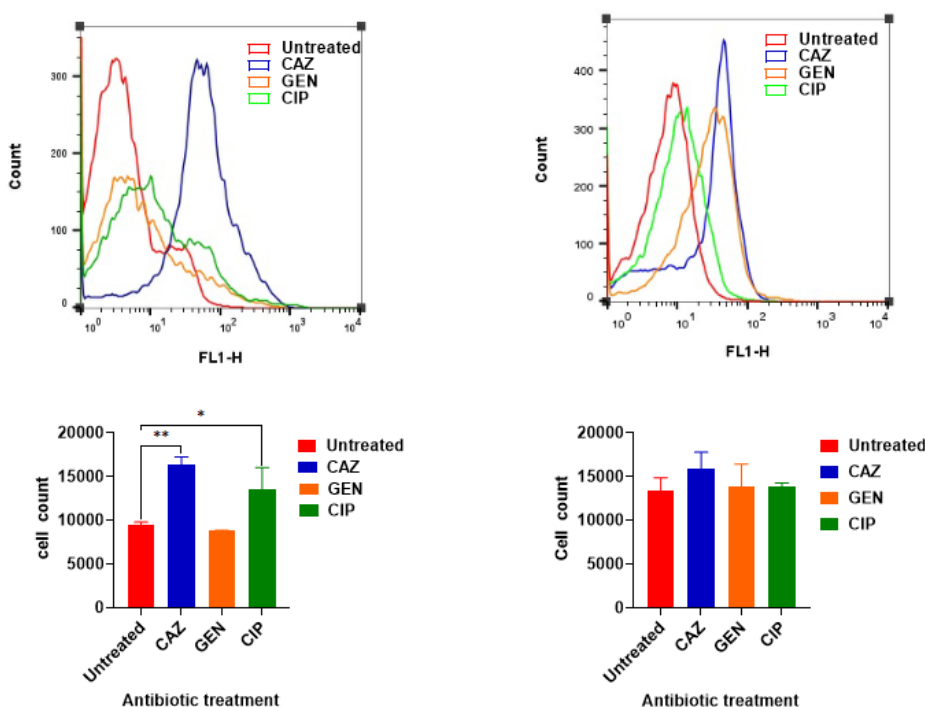 Untreated
CAZ
GEN
CIP
300
200
100
0
Count
10^0 10^1 10^2 10^3 10^4
FL1-H
Untreated
CAZ
GEN
CIP
400
300
200
100
0
Count
10^0 10^1 10^2 10^3 10^4
FL1-H
*
**
20000
15000
10000
5000
0
cell count
Untreated
CAZ
GEN
CIP
Untreated CAZ GEN CIP
Antibiotic treatment
20000
15000
10000
5000
0
Cell count
Untreated
CAZ
GEN
CIP
Untreated CAZ GEN CIP
Antibiotic treatment